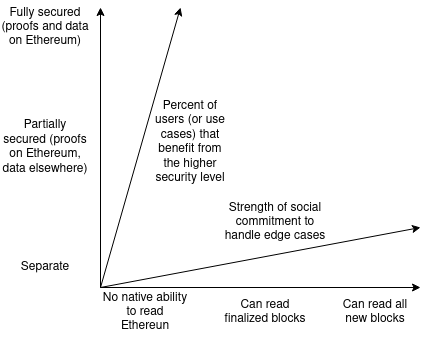 Fully secured
(proofs and data
on Ethereum)
Percent of
users (or use
cases) that
benefit from
the higher
security level
Partially
secured (proofs
on Ethereum,
data elsewhere)
Strength of social
commitment to
handle edge cases
Separate
No native ability
to read
Ethereun
Can read
finalized blocks
Can read all
new blocks